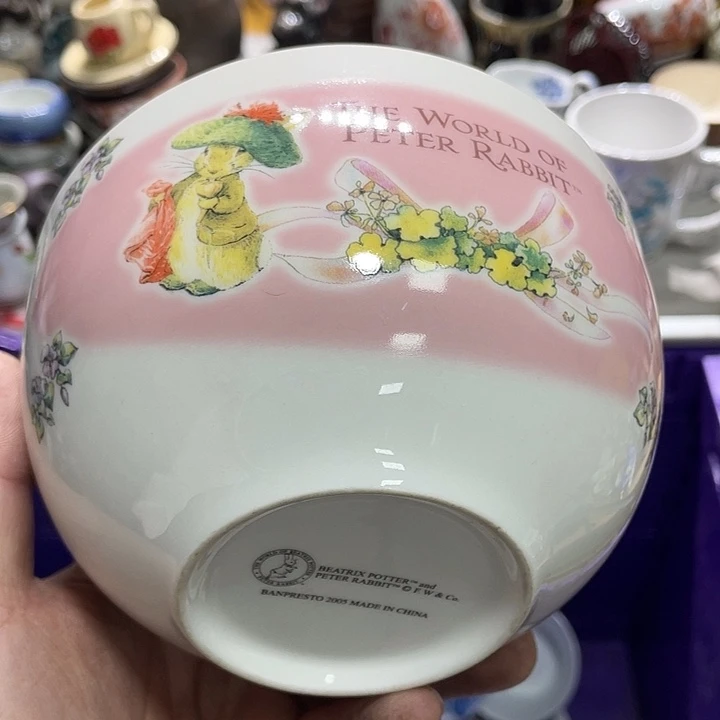 THE WORLD OF
PETER RABBIT™
BEATRIX POTTER™ and
PETER RABBIT™ © F. W & Co.
BANPRESTO 2005 MADE IN CHINA